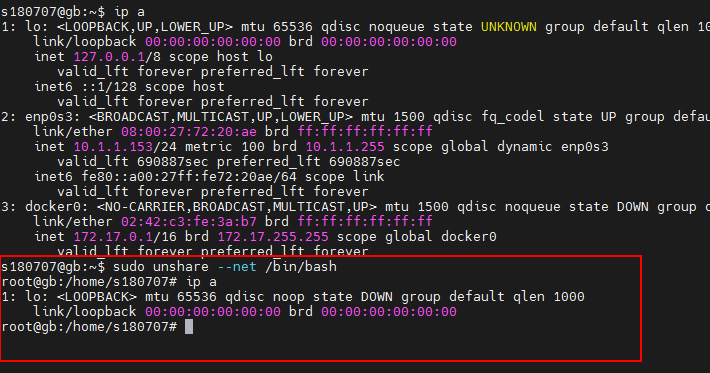 s180707@gb:~$ ip a
1: lo: <LOOPBACK,UP,LOWER_UP> mtu 65536 qdisc noqueue state UNKNOWN group default qlen 10
link/loopback 00:00:00:00:00:00 brd 00:00:00:00:00:00
inet 127.0.0.1/8 scope host lo
valid_lft forever preferred_lft forever
inet6 ::1/128 scope host
valid_lft forever preferred_lft forever
2: enp0s3: <BROADCAST,MULTICAST,UP,LOWER_UP> mtu 1500 qdisc fq_codel state UP group defau
link/ether 08:00:27:72:20:ae brd ff:ff:ff:ff:ff:ff
inet 10.1.1.153/24 metric 100 brd 10.1.1.255 scope global dynamic enp0s3
valid_lft 690887sec preferred_lft 690887sec
inet6 fe80::a00:27ff:fe72:20ae/64 scope link
valid_lft forever preferred_lft forever
3: docker0: <NO-CARRIER,BROADCAST,MULTICAST,UP> mtu 1500 qdisc noqueue state DOWN group d
link/ether 02:42:c3:fe:3a:b7 brd ff:ff:ff:ff:ff:ff
inet 172.17.0.1/16 brd 172.17.255.255 scope global docker0
valid_lft forever preferred_lft forever
s180707@gb:~$ sudo unshare --net /bin/bash
root@gb:/home/s180707# ip a
1: lo: <LOOPBACK> mtu 65536 qdisc noop state DOWN group default qlen 1000
link/loopback 00:00:00:00:00:00 brd 00:00:00:00:00:00
root@gb:/home/s180707#